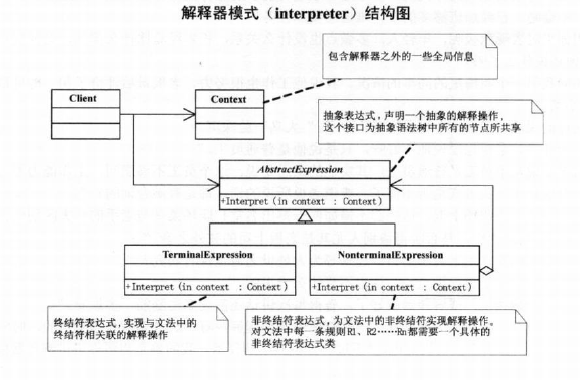 解释器模式（interpreter）结构图
包含解释器之外的一些全局信息
Client
Context
抽象表达式，声明一个抽象的解释操作，
这个接口为抽象语法树中所有的节点所共享
AbstractExpression
+Interpret(in context : Context)
TerminalExpression
NonterminalExpression
+Interpret(in context : Context)
+Interpret(in context : Context)
终结符表达式，实现与文法中的
终结符相关联的解释操作
非终结符表达式，为文法中的非终结符实现解释操作。
对文法中每一条规则R1、R2……Rn都需要一个具体的
非终结符表达式类